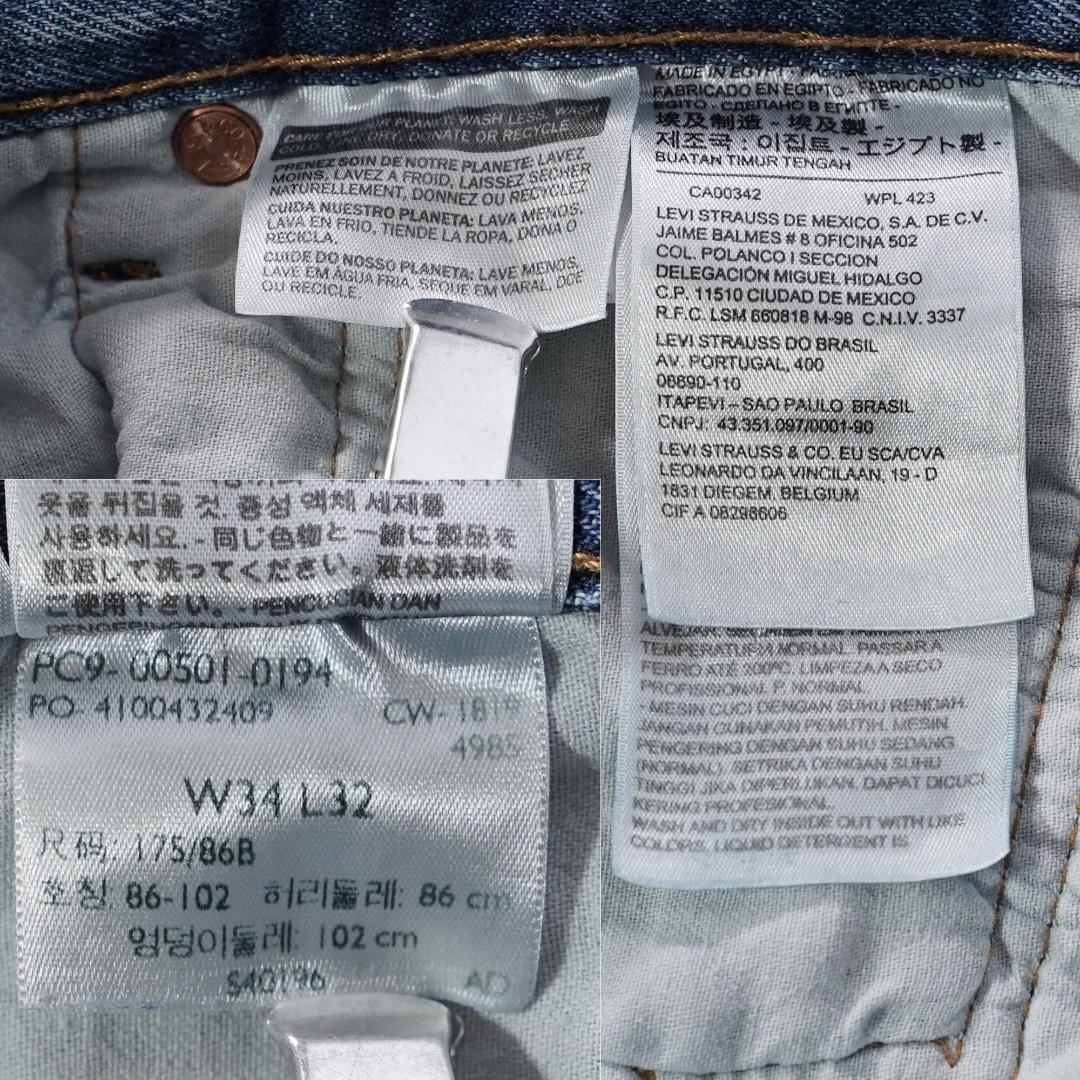 WASH LESS, WASH
COLD, LINE DRY, DONATE OR RECYCLE
PRENEZ SOIN DE NOTRE PLANETE: LAVEZ
MOINS, LAVEZ A FROID, LAISSEZ SÉCHER
NATURELLEMENT, DONNEZ OU RECYCLEZ
CUIDA NUESTRO PLANETA: LAVA MENOS,
LAVA EN FRIO, TIENDE LA ROPA, DONA O
RECICLA.
CUIDE DO NOSSO PLANETA: LAVE MENOS,
LAVE EM ÁGUA FRIA, SEQUE EM VARAL, DOE
OU RECICLE.
MADE IN EGYPT -
FABRICADO EN EGIPTO - FABRICADO NO
EGITO - СДЕЛАНО В ЕГИПТЕ -
埃及制造 - 埃及製 -
제조국 : 이집트 - エジプト製 -
BUATAN TIMUR TENGAH
CA00342 WPL 423
LEVI STRAUSS DE MEXICO, S.A. DE C.V.
JAIME BALMES # 8 OFICINA 502
COL. POLANCO I SECCION
DELEGACIÓN MIGUEL HIDALGO
C.P. 11510 CIUDAD DE MEXICO
R.F.C. LSM 660818 M-98 C.N.I.V. 3337
LEVI STRAUSS DO BRASIL
AV. PORTUGAL, 400
06690-110
ITAPEVI – SAO PAULO BRASIL
CNPJ: 43.351.097/0001-90
LEVI STRAUSS & CO. EU SCA/CVA
LEONARDO DA VINCILAAN, 19 - D
1831 DIEGEM, BELGIUM
CIF A 08298606
ALVEJAR.
TEMPERATURA NORMAL. PASSAR A
FERRO ATÉ 200°C. LIMPEZA A SECO
PROFISSIONAL P. NORMAL.
- MESIN CUCI DENGAN SUHU RENDAH.
JANGAN GUNAKAN PEMUTIH. MESIN
PENGERING DENGAN SUHU SEDANG
(NORMAL). SETRIKA DENGAN SUHU
TINGGI JIKA DIPERLUKAN. DAPAT DICUCI
KERING PROFESIONAL.
WASH AND DRY INSIDE OUT WITH LIKE
COLORS, LIQUID DETERGENT IS
옷을 뒤집을 것. 중성 액체 세제를
사용하세요. - 同じ色物と一緒に製品を
裏返して洗ってください。液体洗剤を
ご使用下さい。 - PENCUCIAN DAN
PENGERINGAN
PC9- 00501-0194
PO- 4100432409 CW- 1819
4985
W34 L32
尺码: 175/86B
호칭: 86-102 허리둘레: 86 cm
엉덩이둘레: 102 cm
S40196 AD